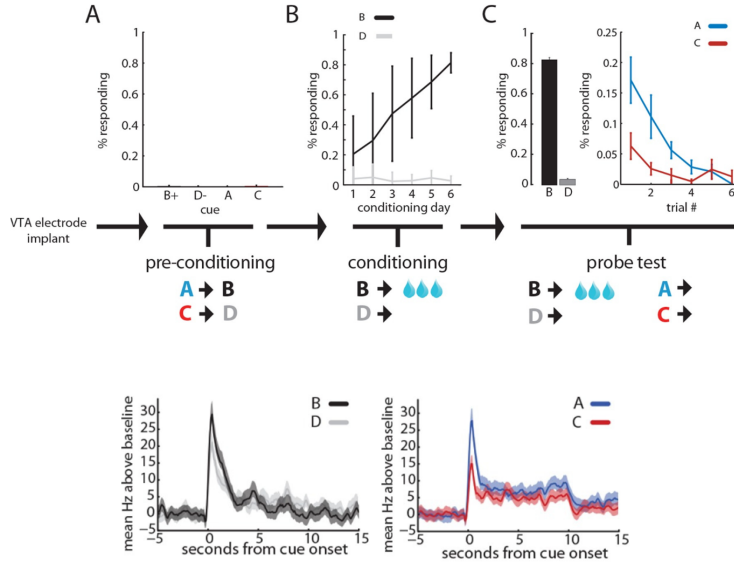 A
B
C
B
D
A
C
1
0.8
0.6
0.4
0.2
0
% responding
B+ D- A C
cue
1
0.8
0.6
0.4
0.2
0
% responding
1 2 3 4 5 6
conditioning day
1
0.8
0.6
0.4
0.2
0
% responding
B D
0.25
0.2
0.15
0.1
0.05
0
% responding
2 4 6
trial #
VTA electrode
implant
pre-conditioning
A B
C D
conditioning
B
D
probe test
B A
D C
B
D
30
25
20
15
10
5
0
-5
mean Hz above baseline
-5 0 5 10 15
seconds from cue onset
A
C
30
25
20
15
10
5
0
-5
mean Hz above baseline
-5 0 5 10 15
seconds from cue onset